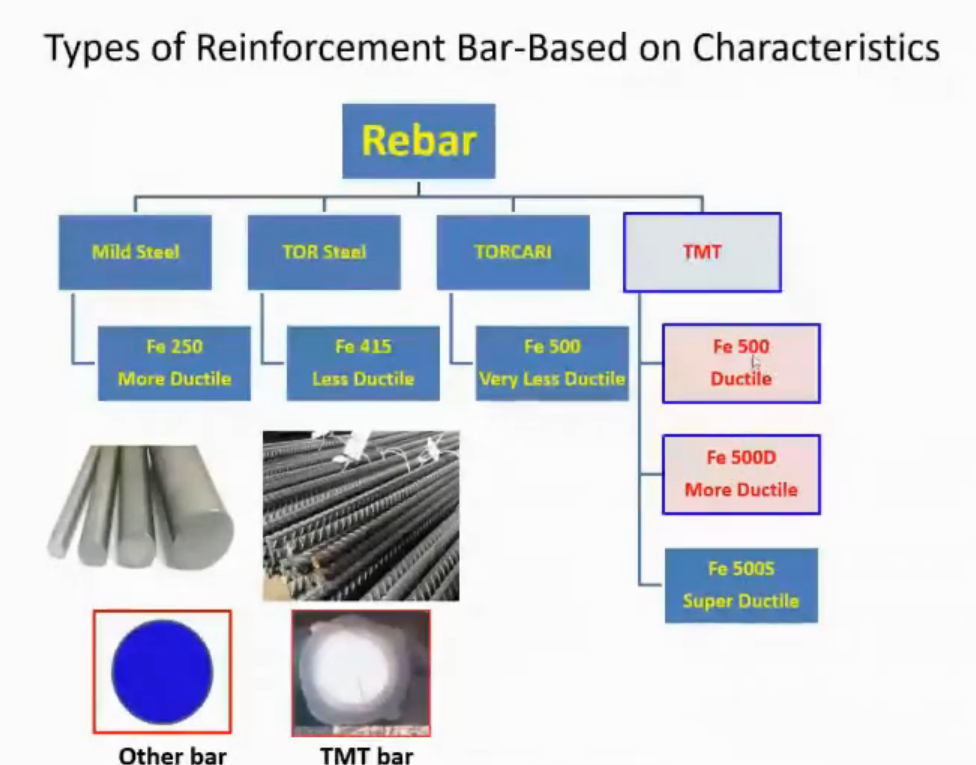 Types of Reinforcement Bar-Based on Characteristics
Rebar
Mild Steel
TOR Steel
TORCARI
TMT
Fe 250
More Ductile
Fe 415
Less Ductile
Fe 500
Very Less Ductile
Fe 500
Ductile
Fe 500D
More Ductile
Fe 500S
Super Ductile
Other bar
TMT bar